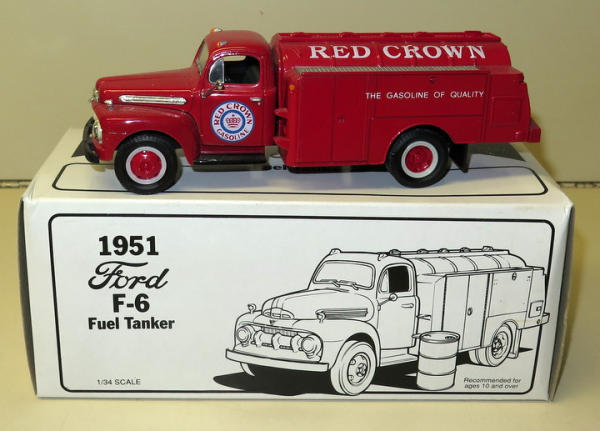 RED CROWN
THE GASOLINE OF QUALITY
RED CROWN
GASOLINE
1951
Ford
F-6
Fuel Tanker
1/34 SCALE
Recommended for
ages 10 and over